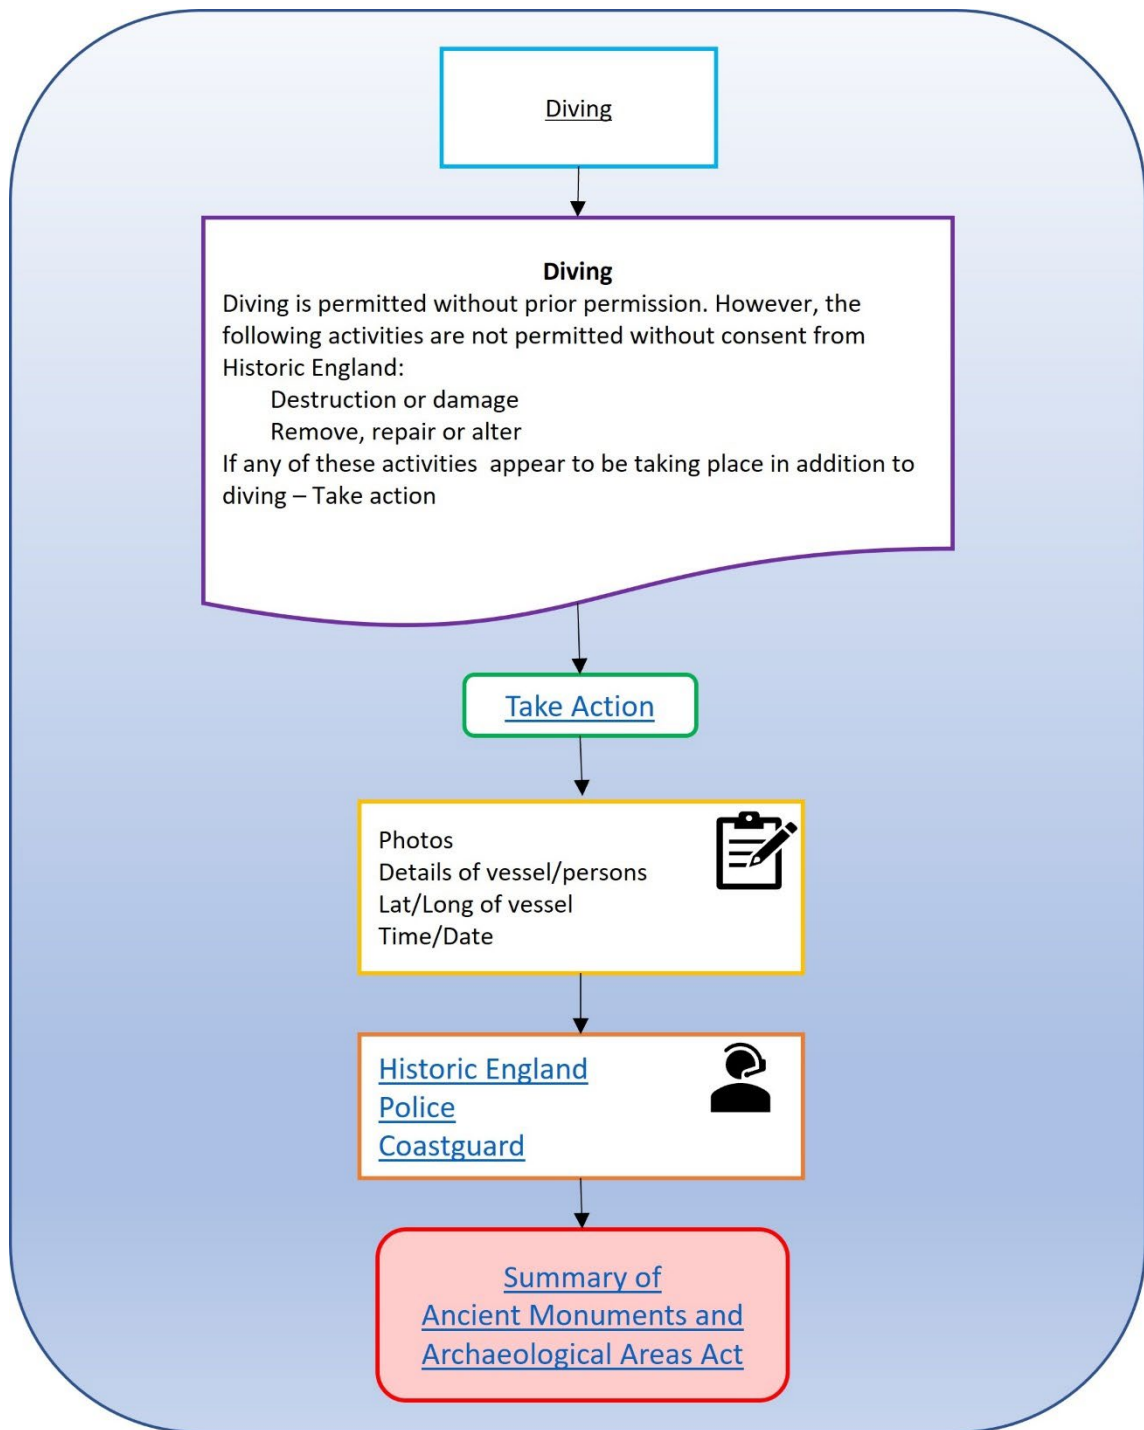 Diving
Diving
Diving is permitted without prior permission. However, the
following activities are not permitted without consent from
Historic England:
Destruction or damage
Remove, repair or alter
If any of these activities  appear to be taking place in addition to
diving – Take action
Take Action
Photos
Details of vessel/persons
Lat/Long of vessel
Time/Date
Historic England
Police
Coastguard
Summary of
Ancient Monuments and
Archaeological Areas Act